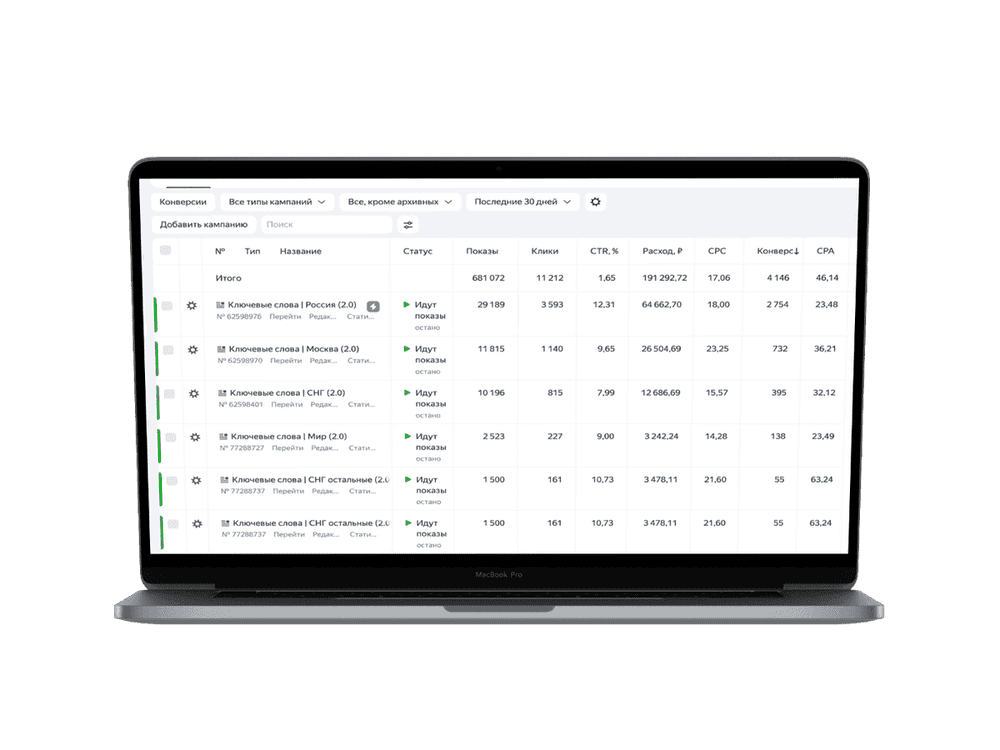 Конверсии Все типы кампаний Все, кроме архивных Последние 30 дней
Добавить кампанию Поиск
№ Тип Название Статус Показы Клики CTR, % Расход, ₽ CPC Конверс↓ CPA
Итого 681 072 11 212 1,65 191 292,72 17,06 4 146 46,14
Ключевые слова | Россия (2.0) Идут 29 189 3 593 12,31 64 662,70 18,00 2 754 23,48
№ 62598976 Перейти Редак... Стати... показы
остано
Ключевые слова | Москва (2.0) Идут 11 815 1 140 9,65 26 504,69 23,25 732 36,21
№ 62598970 Перейти Редак... Стати... показы
остано
Ключевые слова | СНГ (2.0) Идут 10 196 815 7,99 12 686,69 15,57 395 32,12
№ 62598401 Перейти Редак... Стати... показы
остано
Ключевые слова | Мир (2.0) Идут 2 523 227 9,00 3 242,24 14,28 138 23,49
№ 77288727 Перейти Редак... Стати... показы
остано
Ключевые слова | СНГ остальные (2.0 Идут 1 500 161 10,73 3 478,11 21,60 55 63,24
№ 77288737 Перейти Редак... Стати... показы
остано
Ключевые слова | СНГ остальные (2.0 Идут 1 500 161 10,73 3 478,11 21,60 55 63,24
№ 77288737 Перейти Редак... Стати... показы
остано
MacBook Pro